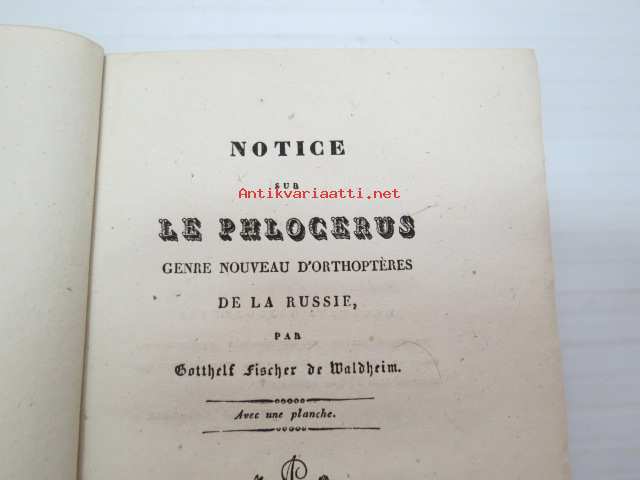 NOTICE
SUR
Antikvariaatti.net
LE PHLOCERUS
GENRE NOUVEAU D'ORTHOPTÈRES
DE LA RUSSIE,
PAR
Gotthelf Fischer de Waldheim.
Avec une planche.